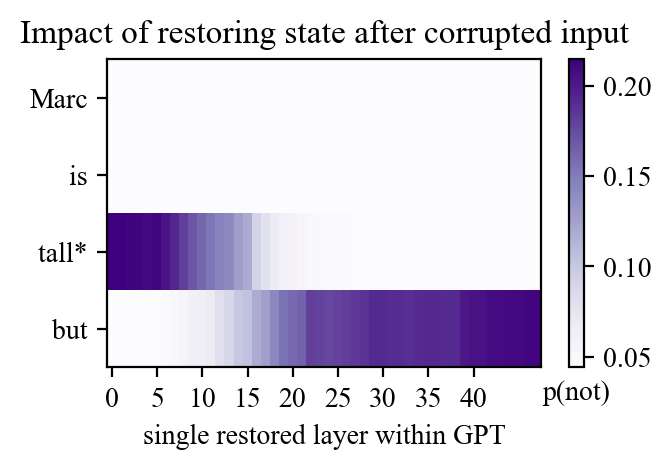 Impact of restoring state after corrupted input
Marc
is
tall*
but
0 5 10 15 20 25 30 35 40
single restored layer within GPT
0.20
0.15
0.10
0.05
p(not)